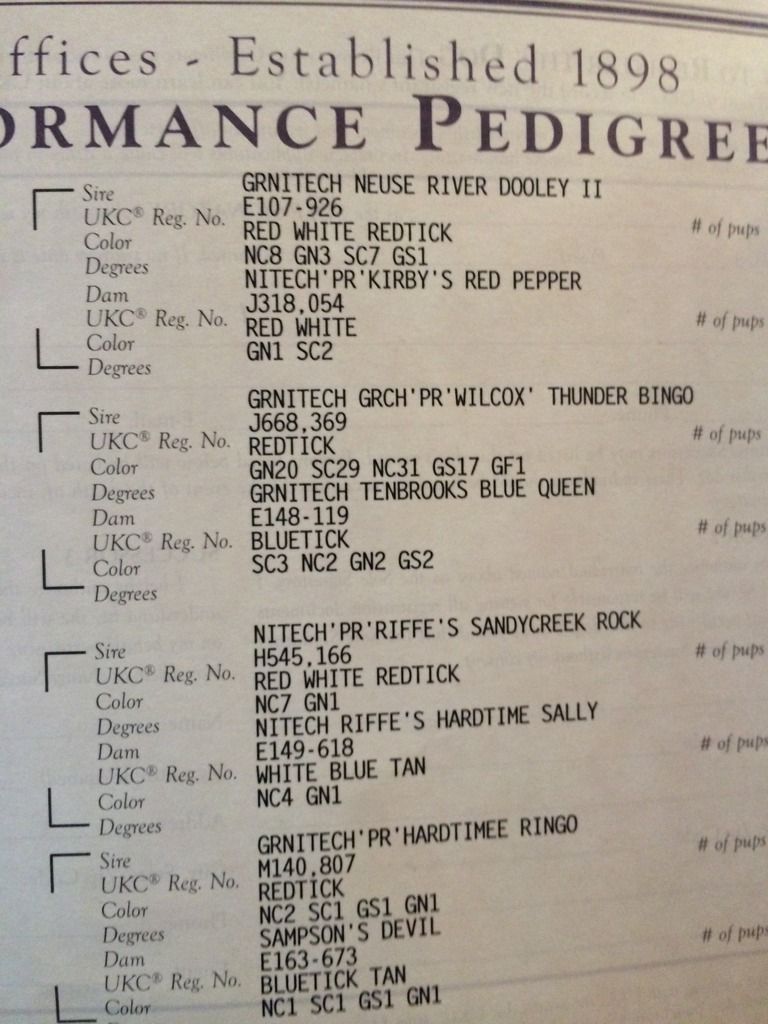 ffices - Established 1898
ORMANCE PEDIGREE
Sire GRNITECH NEUSE RIVER DOOLEY II
UKC® Reg. No. E107-926 # of pups
Color RED WHITE REDTICK
Degrees NC8 GN3 SC7 GS1
Dam NITECH'PR'KIRBY'S RED PEPPER
UKC® Reg. No. J318,054 # of pups
Color RED WHITE
Degrees GN1 SC2
Sire GRNITECH GRCH'PR'WILCOX' THUNDER BINGO
UKC® Reg. No. J668,369 # of pups
Color REDTICK
Degrees GN20 SC29 NC31 GS17 GF1
Dam GRNITECH TENBROOKS BLUE QUEEN
UKC® Reg. No. E148-119 # of pups
Color BLUETICK
Degrees SC3 NC2 GN2 GS2
Sire NITECH'PR'RIFFE'S SANDYCREEK ROCK
UKC® Reg. No. H545,166 # of pups
Color RED WHITE REDTICK
Degrees NC7 GN1
Dam NITECH RIFFE'S HARDTIME SALLY
UKC® Reg. No. E149-618 # of pups
Color WHITE BLUE TAN
Degrees NC4 GN1
Sire GRNITECH'PR'HARDTIMEE RINGO
UKC® Reg. No. M140,807 # of pups
Color REDTICK
Degrees NC2 SC1 GS1 GN1
Dam SAMPSON'S DEVIL
UKC® Reg. No. E163-673 # of pups
Color BLUETICK TAN
NC1 SC1 GS1 GN1